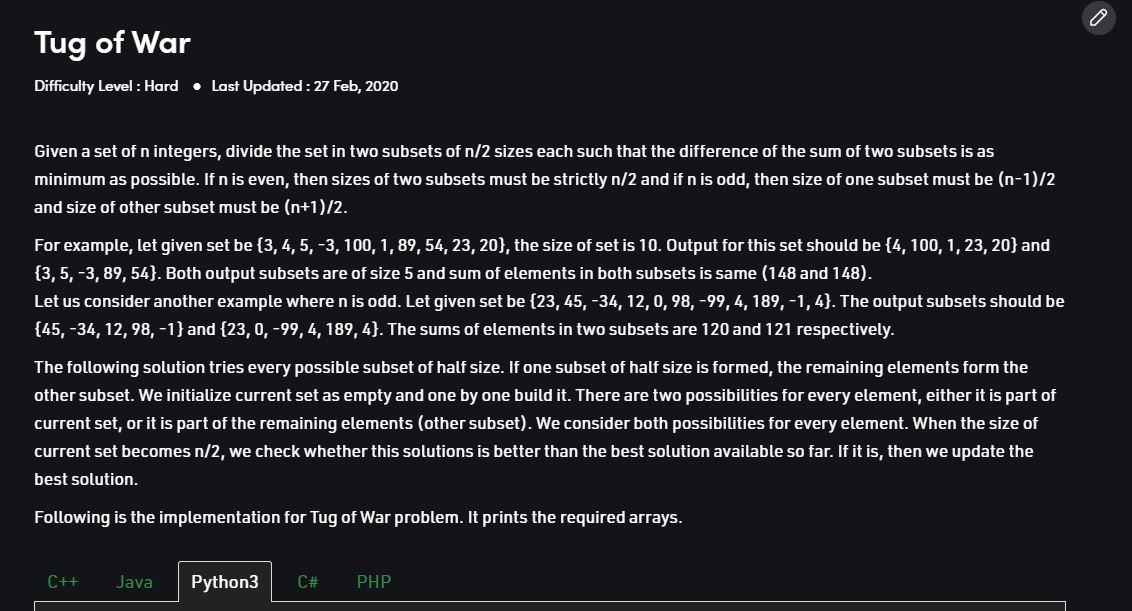 Tug of War
Difficulty Level : Hard ● Last Updated : 27 Feb, 2020
Given a set of n integers, divide the set in two subsets of n/2 sizes each such that the difference of the sum of two subsets is as
minimum as possible. If n is even, then sizes of two subsets must be strictly n/2 and if n is odd, then size of one subset must be (n-1)/2
and size of other subset must be (n+1)/2.
For example, let given set be {3, 4, 5, -3, 100, 1, 89, 54, 23, 20}, the size of set is 10. Output for this set should be {4, 100, 1, 23, 20} and
{3, 5, -3, 89, 54}. Both output subsets are of size 5 and sum of elements in both subsets is same (148 and 148).
Let us consider another example where n is odd. Let given set be {23, 45, -34, 12, 0, 98, -99, 4, 189, -1, 4}. The output subsets should be
{45, -34, 12, 98, -1} and {23, 0, -99, 4, 189, 4}. The sums of elements in two subsets are 120 and 121 respectively.
The following solution tries every possible subset of half size. If one subset of half size is formed, the remaining elements form the
other subset. We initialize current set as empty and one by one build it. There are two possibilities for every element, either it is part of
current set, or it is part of the remaining elements (other subset). We consider both possibilities for every element. When the size of
current set becomes n/2, we check whether this solutions is better than the best solution available so far. If it is, then we update the
best solution.
Following is the implementation for Tug of War problem. It prints the required arrays.
C++ Java Python3 C# PHP